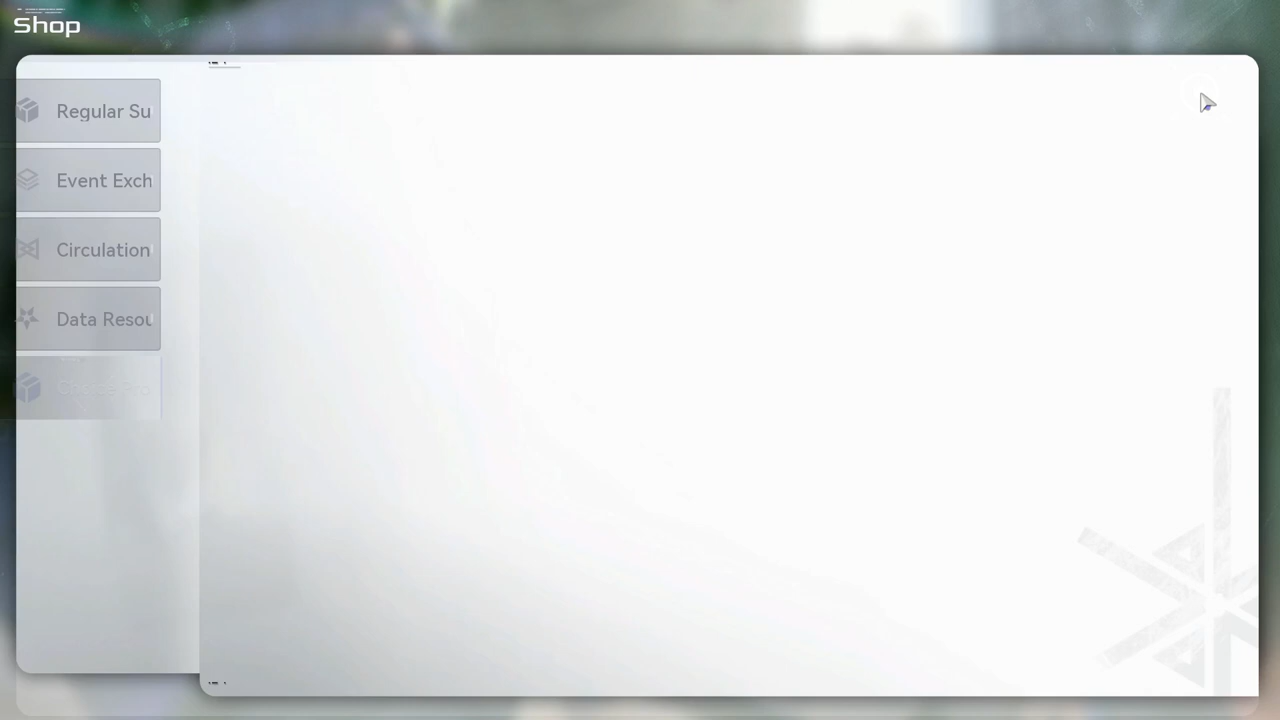 Shop
Regular Su
Event Exch
Circulation
Data Resou